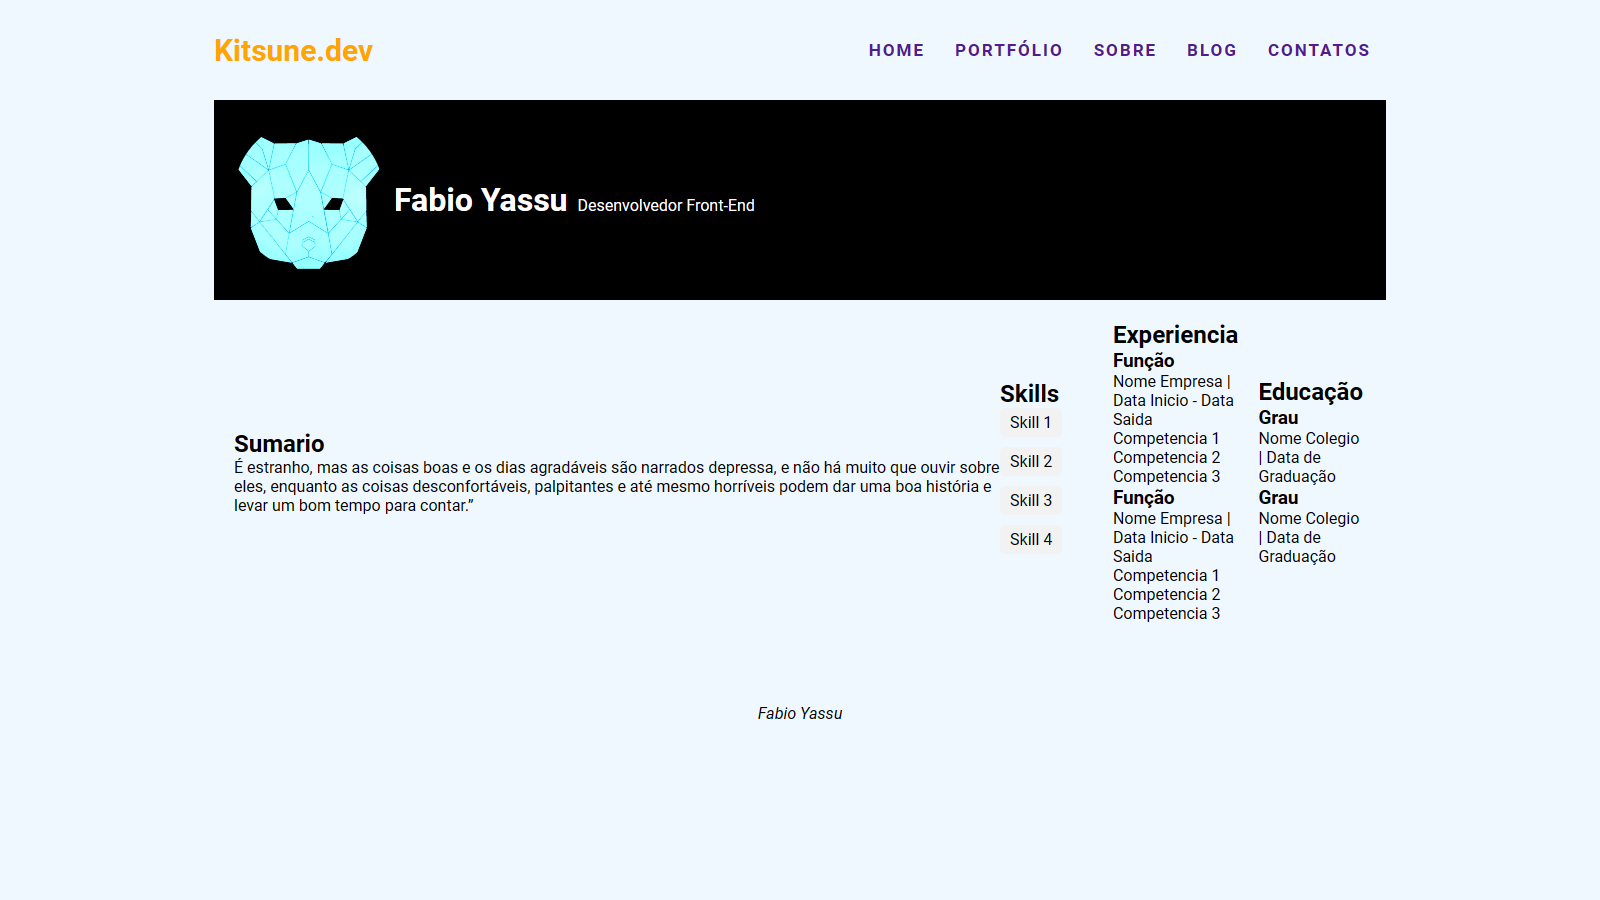 Kitsune.dev
HOME PORTFÓLIO SOBRE BLOG CONTATOS
Fabio Yassu Desenvolvedor Front-End
Sumario
É estranho, mas as coisas boas e os dias agradáveis são narrados depressa, e não há muito que ouvir sobre
eles, enquanto as coisas desconfortáveis, palpitantes e até mesmo horríveis podem dar uma boa história e
levar um bom tempo para contar.”
Skills
Skill 1
Skill 2
Skill 3
Skill 4
Experiencia
Função
Nome Empresa |
Data Inicio - Data
Saida
Competencia 1
Competencia 2
Competencia 3
Função
Nome Empresa |
Data Inicio - Data
Saida
Competencia 1
Competencia 2
Competencia 3
Educação
Grau
Nome Colegio
| Data de
Graduação
Grau
Nome Colegio
| Data de
Graduação
Fabio Yassu